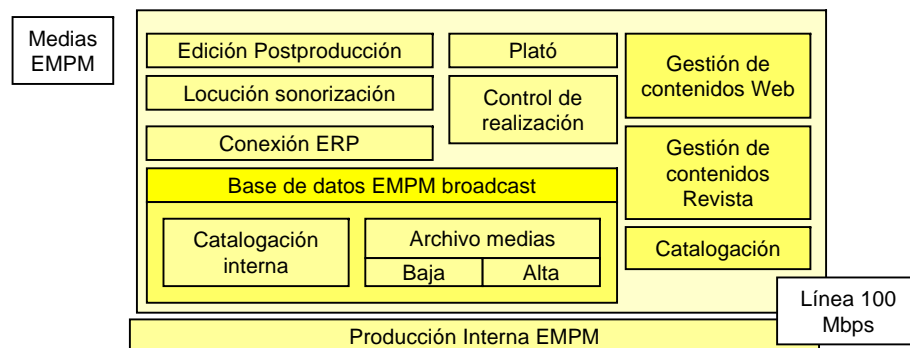 Medias
EMPM
Edición Postproducción
Plató
Gestión de
contenidos Web
Locución sonorización
Control de
realización
Conexión ERP
Gestión de
contenidos
Revista
Base de datos EMPM broadcast
Catalogación
interna
Archivo medias
Baja
Alta
Catalogación
Línea 100
Mbps
Producción Interna EMPM